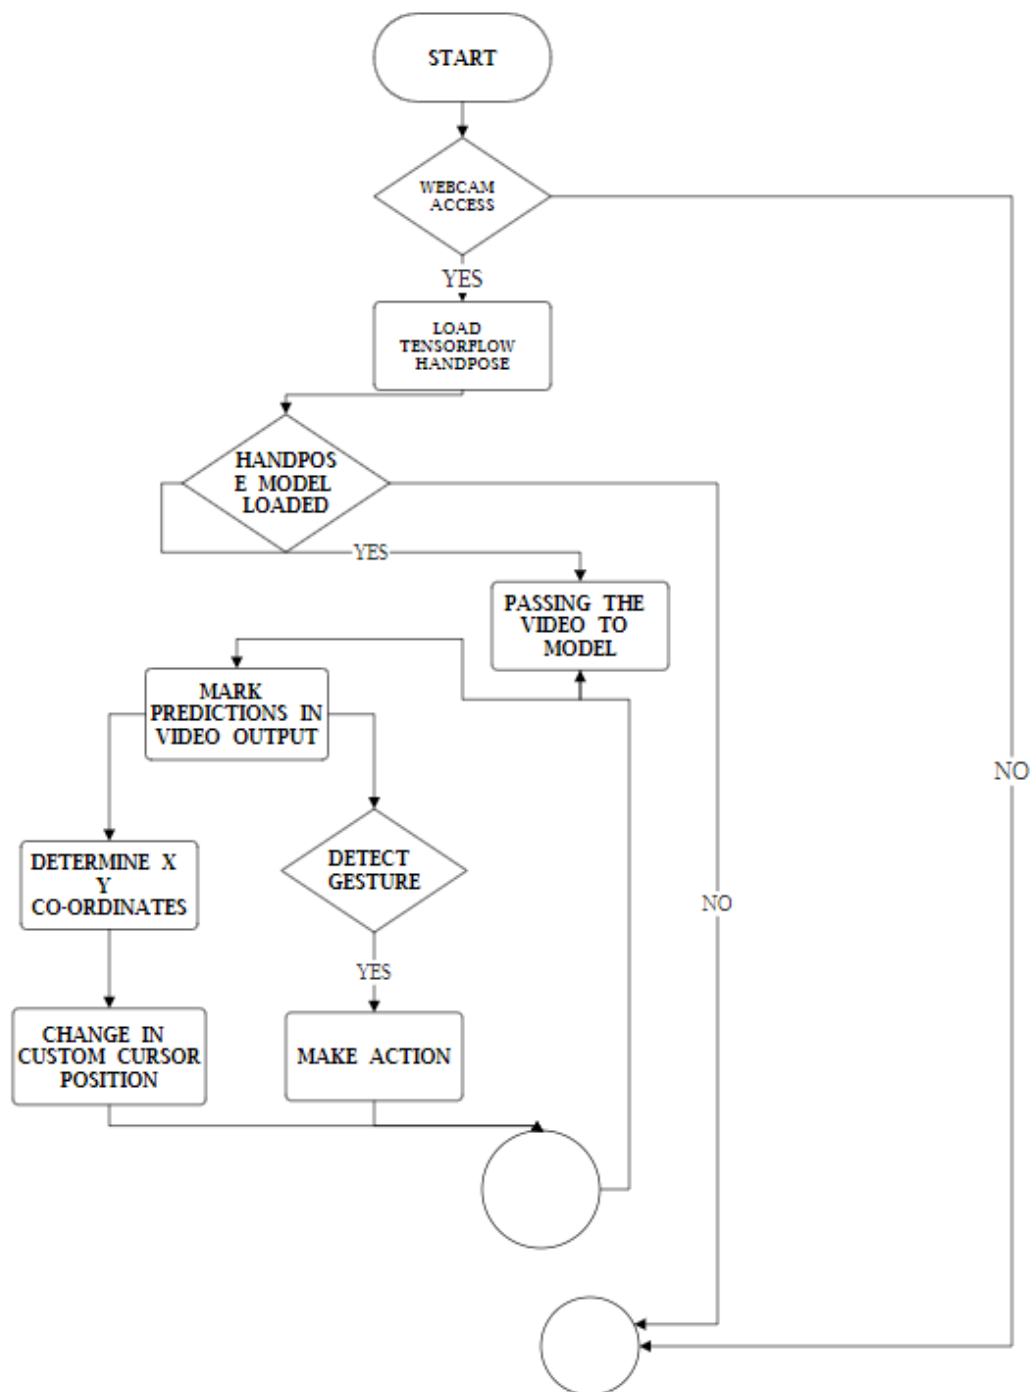 START
WEBCAM
ACCESS
YES
LOAD
TENSORFLOW
HANDPOSE
HANDPOS
E MODEL
LOADED
YES
PASSING THE
VIDEO TO
MODEL
MARK
PREDICTIONS IN
VIDEO OUTPUT
NO
DETERMINE X
Y
CO-ORDINATES
DETECT
GESTURE
NO
YES
CHANGE IN
CUSTOM CURSOR
POSITION
MAKE ACTION